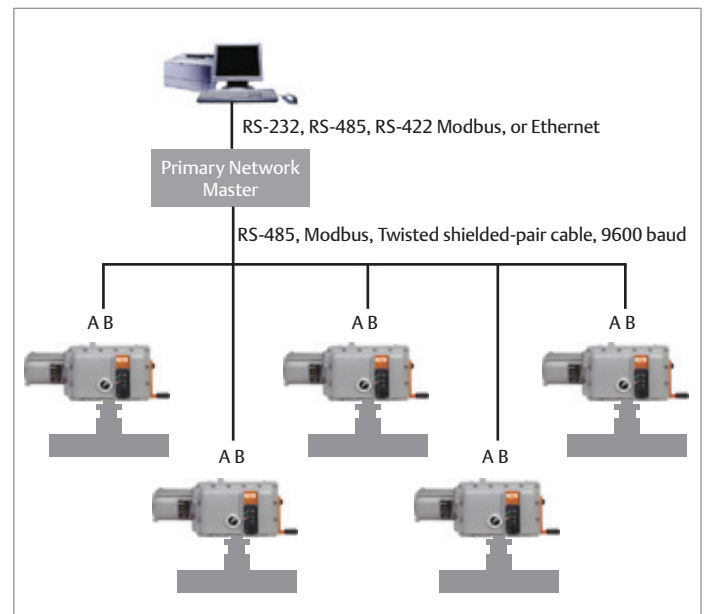 RS-232, RS-485, RS-422 Modbus, or Ethernet
Primary Network
Master
RS-485, Modbus, Twisted shielded-pair cable, 9600 baud
A B
A B
A B
A B
A B